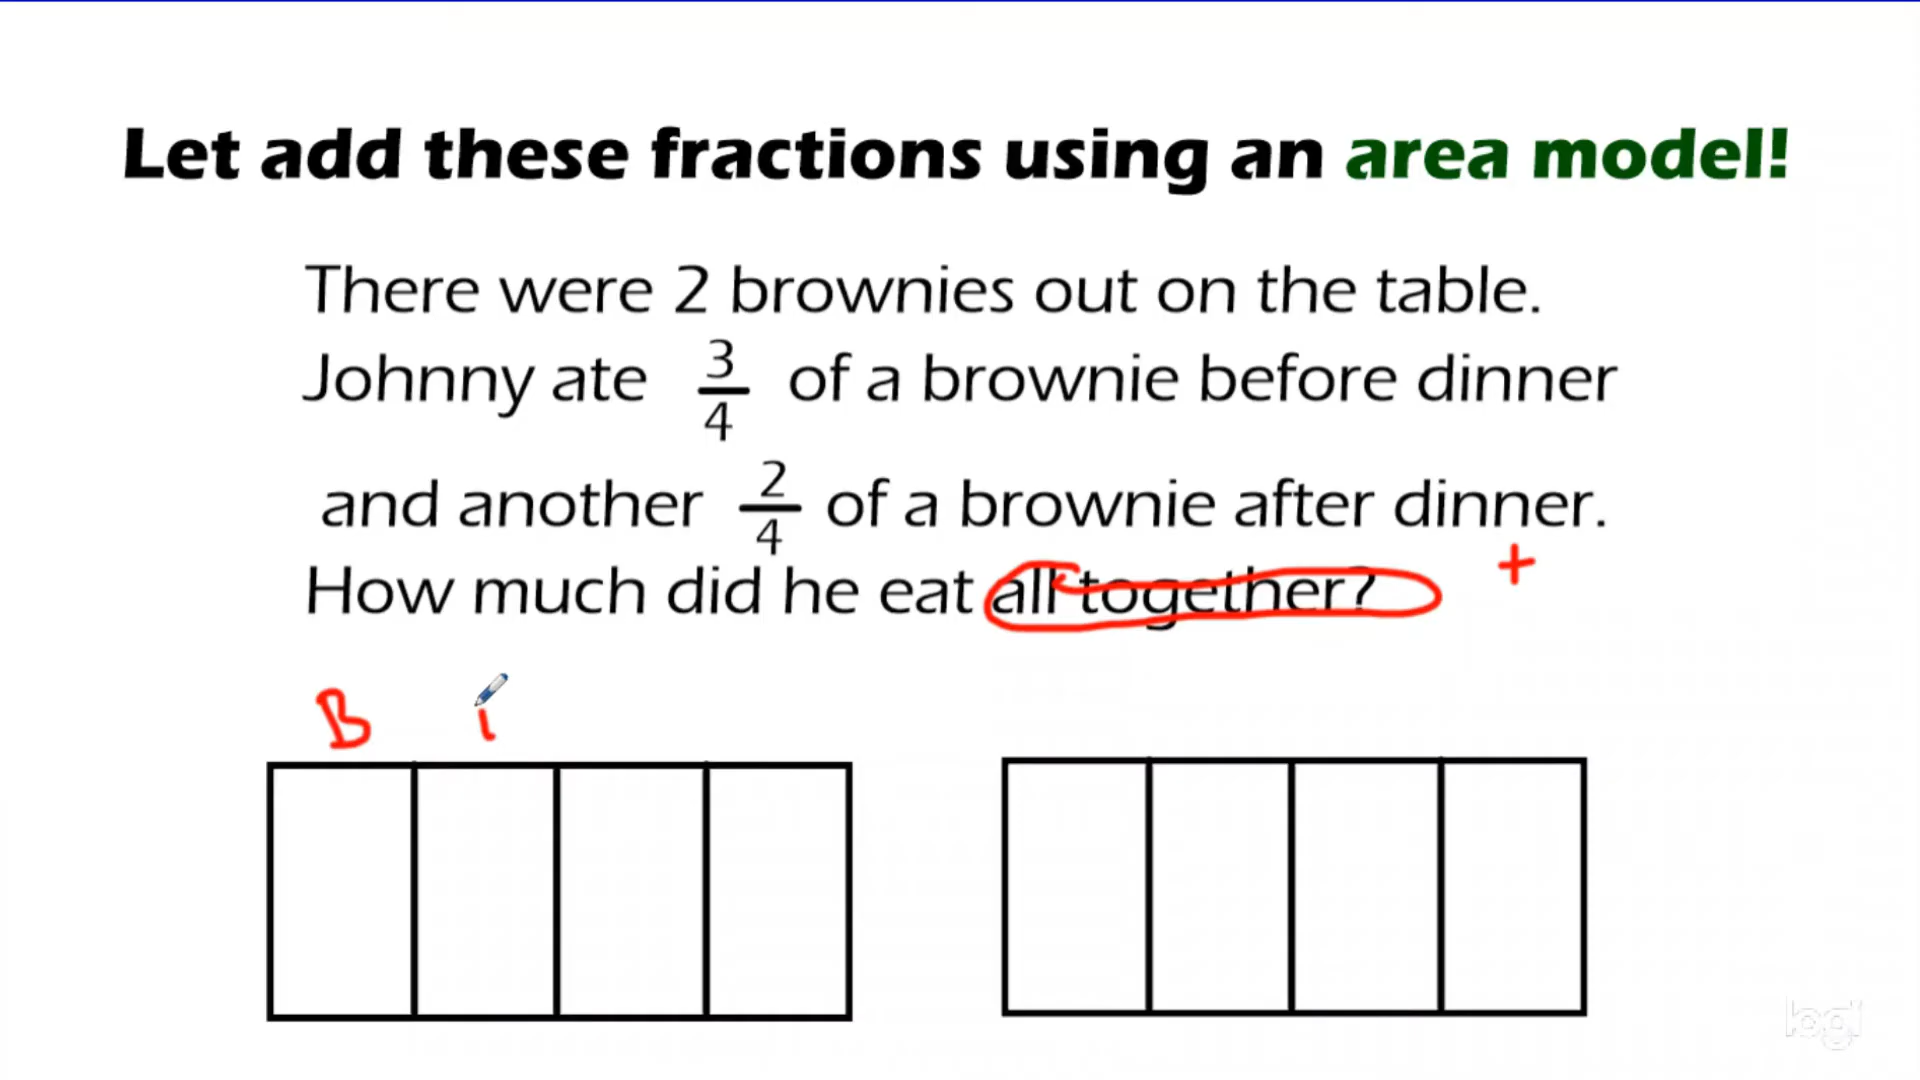 Let add these fractions using an area model!
There were 2 brownies out on the table.
Johnny ate 3/4 of a brownie before dinner
and another 2/4 of a brownie after dinner.
How much did he eat all together?
+
B 1
logi